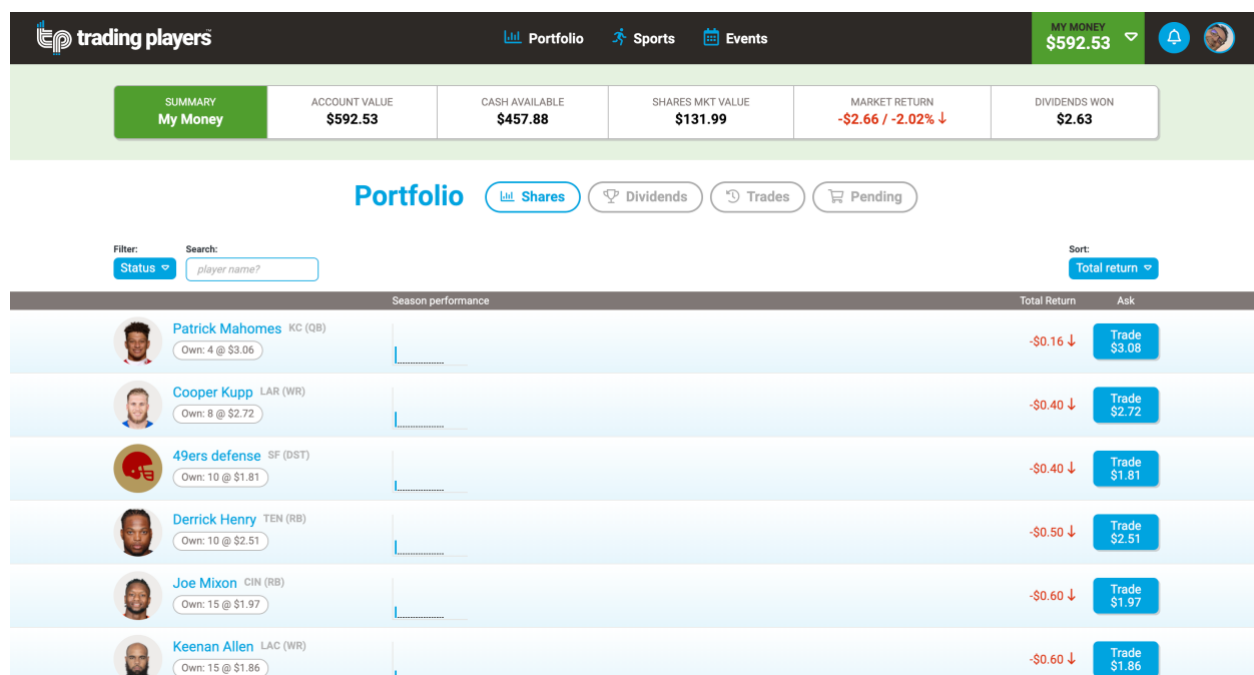 tp trading players
Portfolio
Sports
Events
MY MONEY
$592.53
SUMMARY
My Money
ACCOUNT VALUE
$592.53
CASH AVAILABLE
$457.88
SHARES MKT VALUE
$131.99
MARKET RETURN
-$2.66 / -2.02% ↓
DIVIDENDS WON
$2.63
Portfolio
Shares
Dividends
Trades
Pending
Filter:
Status
Search:
player name?
Sort:
Total return
Season performance
Total Return
Ask
Patrick Mahomes KC (QB)
Own: 4 @ $3.06
-$0.16 ↓
Trade
$3.08
Cooper Kupp LAR (WR)
Own: 8 @ $2.72
-$0.40 ↓
Trade
$2.72
49ers defense SF (DST)
Own: 10 @ $1.81
-$0.40 ↓
Trade
$1.81
Derrick Henry TEN (RB)
Own: 10 @ $2.51
-$0.50 ↓
Trade
$2.51
Joe Mixon CIN (RB)
Own: 15 @ $1.97
-$0.60 ↓
Trade
$1.97
Keenan Allen LAC (WR)
Own: 15 @ $1.86
-$0.60 ↓
Trade
$1.86